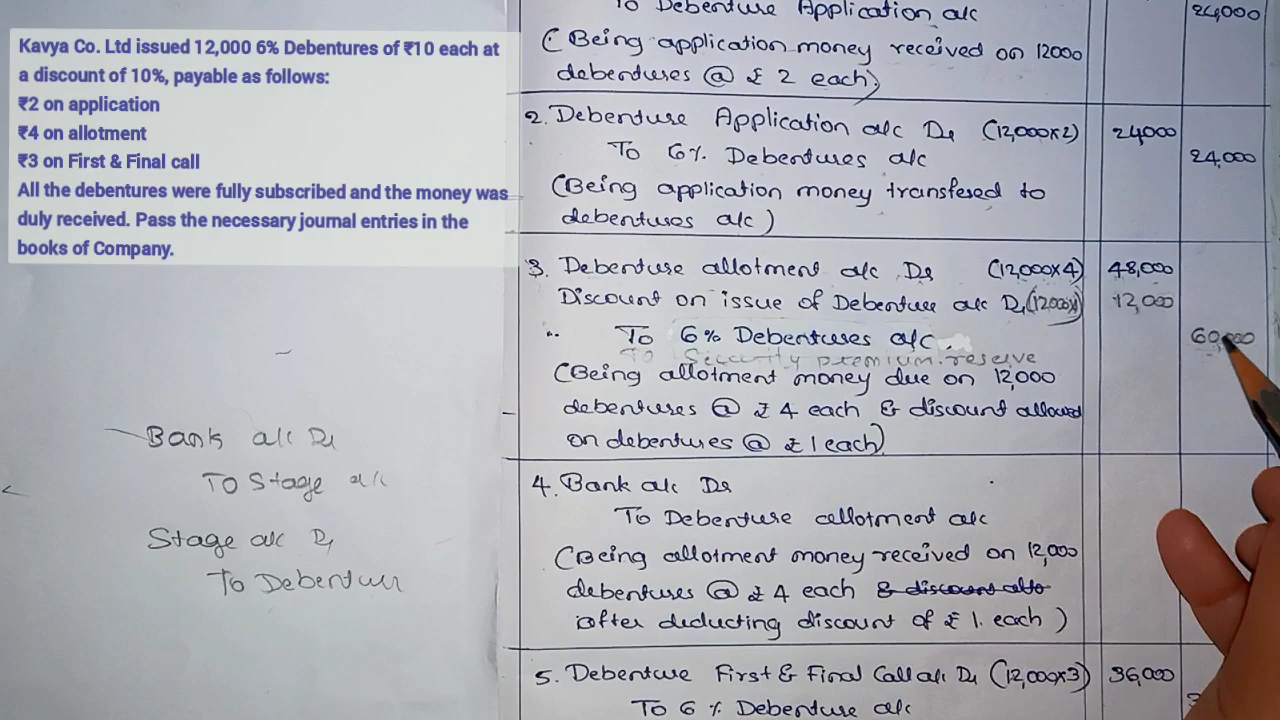 Kavya Co. Ltd issued 12,000 6% Debentures of ₹10 each at
a discount of 10%, payable as follows:
₹2 on application
₹4 on allotment
₹3 on First & Final call
All the debentures were fully subscribed and the money was
duly received. Pass the necessary journal entries in the
books of Company.
Bank a/c Dr
To Stage a/c
Stage a/c Dr
To Debenture
To Debenture Application a/c 24,000
(Being application money received on 12000
debentures @ ₹ 2 each)
2. Debenture Application a/c Dr (12,000x2) 24000
To 6% Debentures a/c 24,000
(Being application money transfered to
debentures a/c)
3. Debenture allotment a/c Dr (12,000x4) 48,000
Discount on issue of Debenture a/c Dr (12000x1) 12,000
To 6% Debentures a/c. 60,000
To Security premium reserve
(Being allotment money due on 12,000
debentures @ ₹ 4 each & discount allowed
on debentures @ ₹ 1 each)
4. Bank a/c Dr
To Debenture allotment a/c
(Being allotment money received on 12,000
debentures @ ₹ 4 each & discount allo
after deducting discount of ₹ 1. each)
5. Debenture First & Final Call a/c Dr (12,000x3) 36,000
To 6 % Debenture a/c